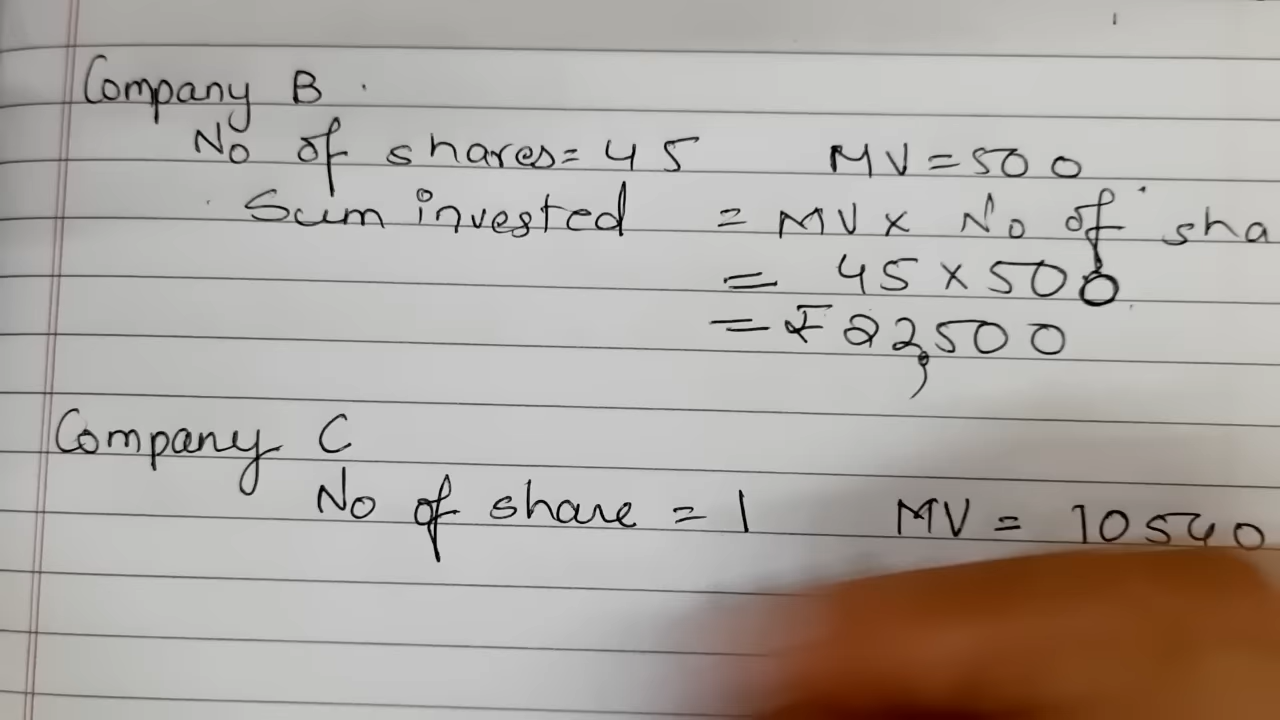 Company B.
No of shares = 45 MV = 500
Sum invested = MV x No of sha
= 45 x 500
= ₹ 22,500
Company C
No of share = 1 MV = 10540